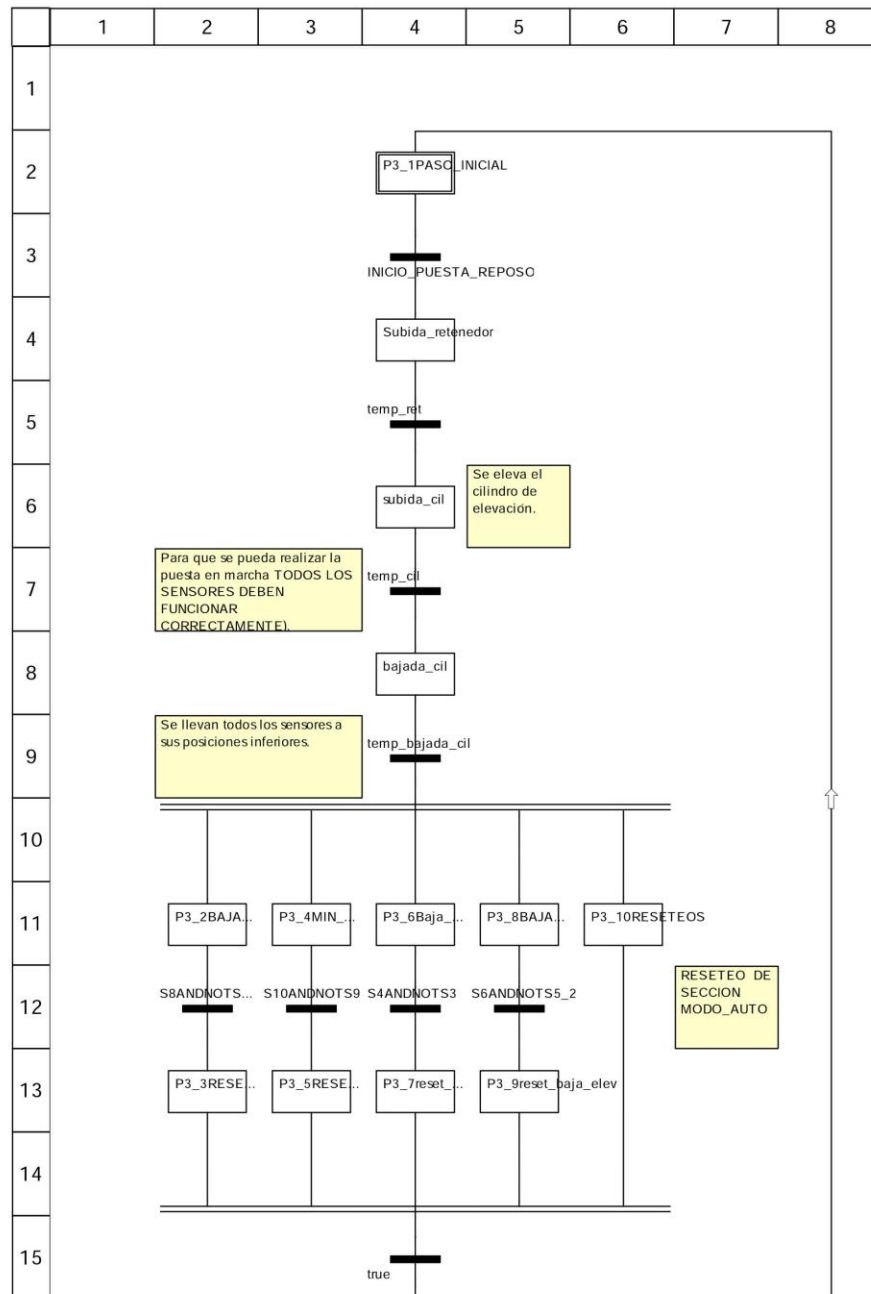 1 2 3 4 5 6 7 8
1
2
P3_1PASO_INICIAL
3
INICIO_PUESTA_REPOSO
4
Subida_retenedor
5
temp_ret
6
subida_cil
Se eleva el
cilindro de
elevación.
7
Para que se pueda realizar la
puesta en marcha TODOS LOS
SENSORES DEBEN
FUNCIONAR
CORRECTAMENTE).
temp_cil
8
bajada_cil
9
Se llevan todos los sensores a
sus posiciones inferiores.
temp_bajada_cil
10
11
P3_2BAJA... P3_4MIN_... P3_6Baja_... P3_8BAJA... P3_10RESETEOS
12
S8ANDNOTS... S10ANDNOTS9 S4ANDNOTS3 S6ANDNOTS5_2
RESETEO DE
SECCION
MODO_AUTO
13
P3_3RESE... P3_5RESE... P3_7reset_... P3_9reset_baja_elev
14
15
true